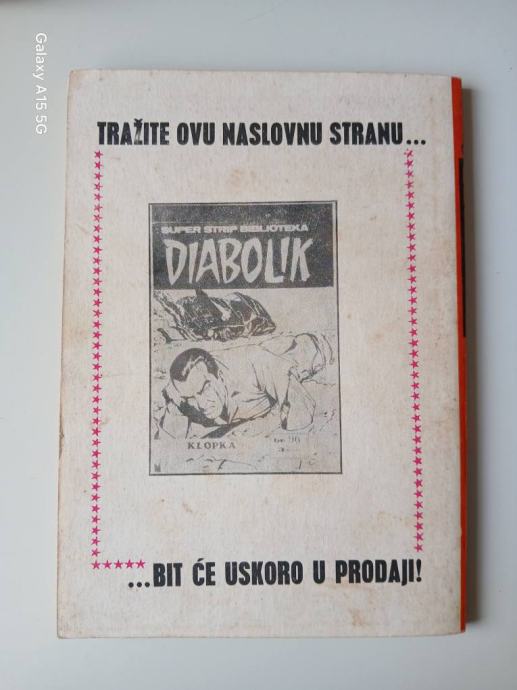 Galaxy A15 5G
TRAŽITE OVU NASLOVNU STRANU...
SUPER STRIP BIBLIOTEKA
DIABOLIK
KLOPKA
...BIT ĆE USKORO U PRODAJI!